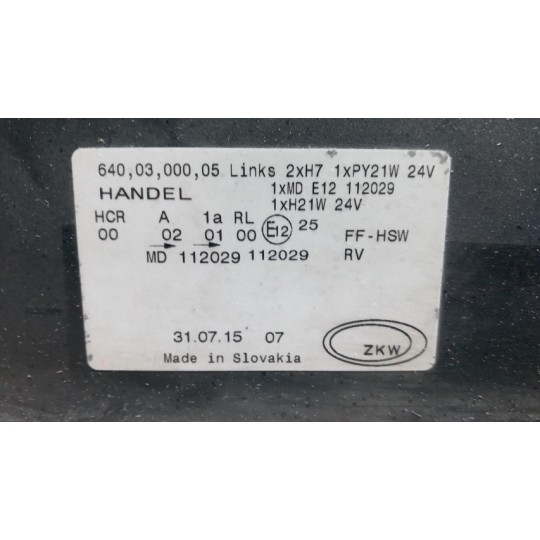 640,03,000,05 Links 2xH7 1xPY21W 24V
HANDEL 1xMD E12 112029
1xH21W 24V
HCR A 1a RL E12 25
00 02 01 00 FF-HSW
MD 112029 112029 RV
31.07.15 07
Made in Slovakia
ZKW